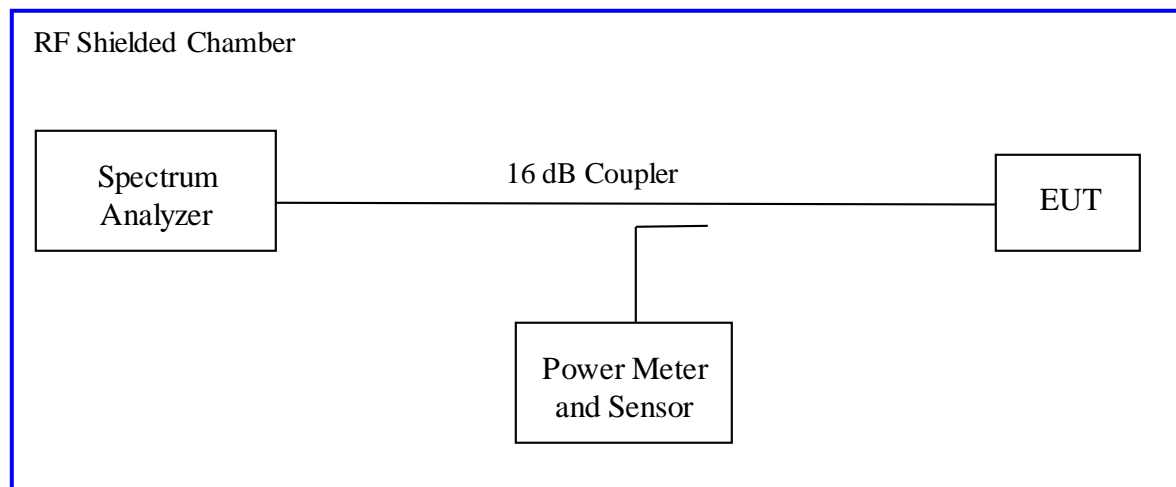 RF Shielded Chamber
Spectrum
Analyzer
16 dB Coupler
EUT
Power Meter
and Sensor